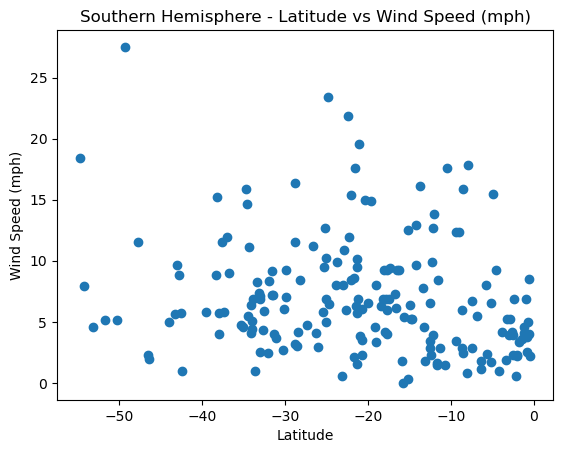 Southern Hemisphere - Latitude vs Wind Speed (mph)
25
20
15
10
5
0
Wind Speed (mph)
−50 −40 −30 −20 −10 0
Latitude